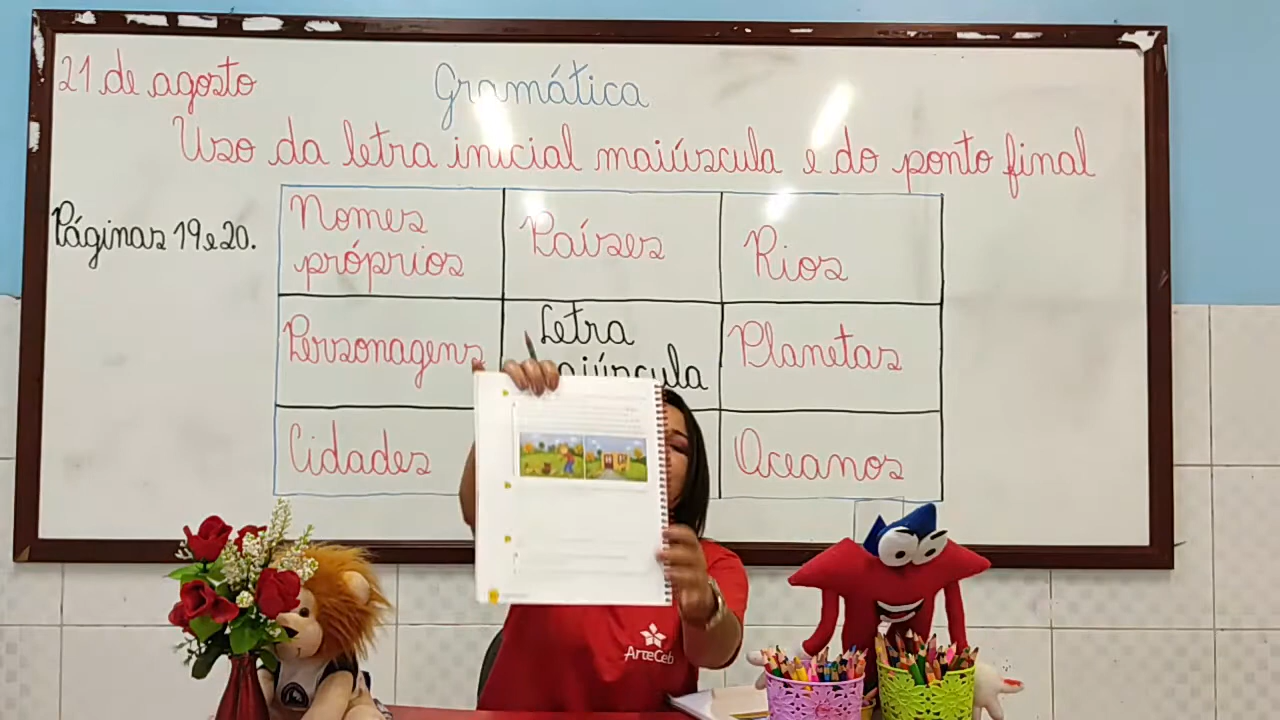 21 de agosto
Gramática
Uso da letra inicial maiúscula e do ponto final
Páginas 19 e 20.
Nomes
próprios
Países
Rios
Personagens
Letra
maiúscula
Planetas
Cidades
Oceanos
ArteCeb